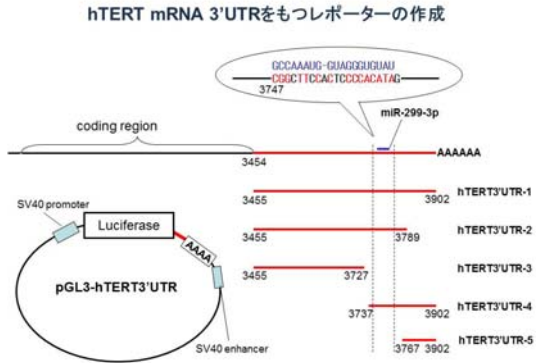 hTERT mRNA 3'UTRをもつレポーターの作成
GCCAAAUG-GUAGGGUGUAU
CGGCTTCCACTCCCCACATAG
3747
miR-299-3p
coding region
AAAAAA
3454
SV40 promoter
Luciferase
AAAA
pGL3-hTERT3'UTR
SV40 enhancer
3455 3902 hTERT3'UTR-1
3455 3789 hTERT3'UTR-2
3455 3727 hTERT3'UTR-3
3737 3902 hTERT3'UTR-4
3767 3902 hTERT3'UTR-5